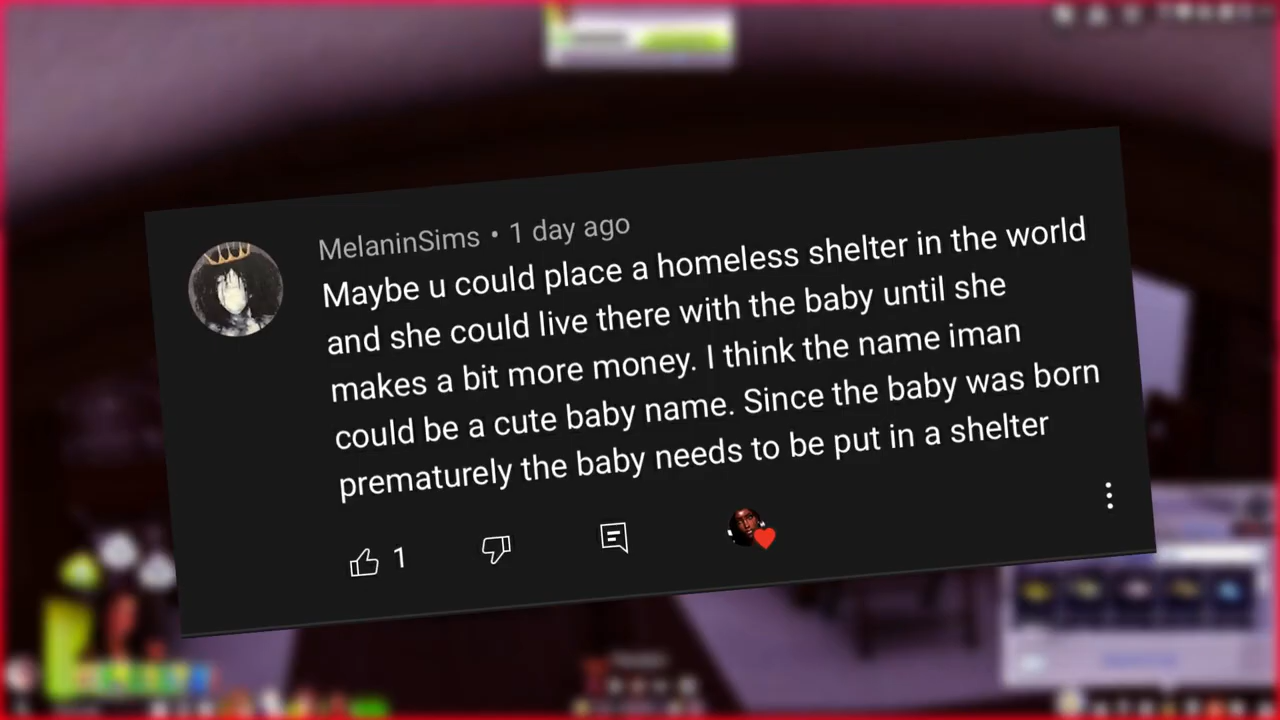 MelaninSims • 1 day ago
Maybe u could place a homeless shelter in the world
and she could live there with the baby until she
makes a bit more money. I think the name iman
could be a cute baby name. Since the baby was born
prematurely the baby needs to be put in a shelter
1